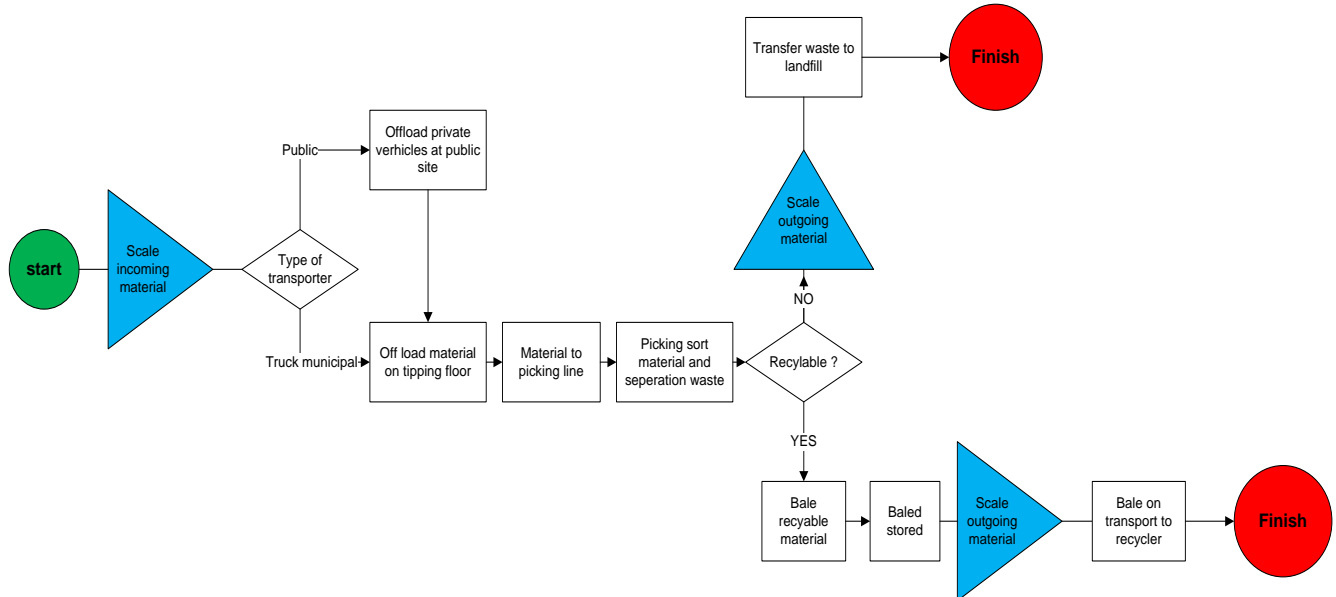 start
Scale
incoming
material
Type of
transporter
Public
Offload private
verhicles at public
site
Truck municipal
Off load material
on tipping floor
Material to
picking line
Picking sort
material and
seperation waste
Recylable ?
NO
Scale
outgoing
material
Transfer waste to
landfill
Finish
YES
Bale
recyable
material
Baled
stored
Scale
outgoing
material
Bale on
transport to
recycler
Finish